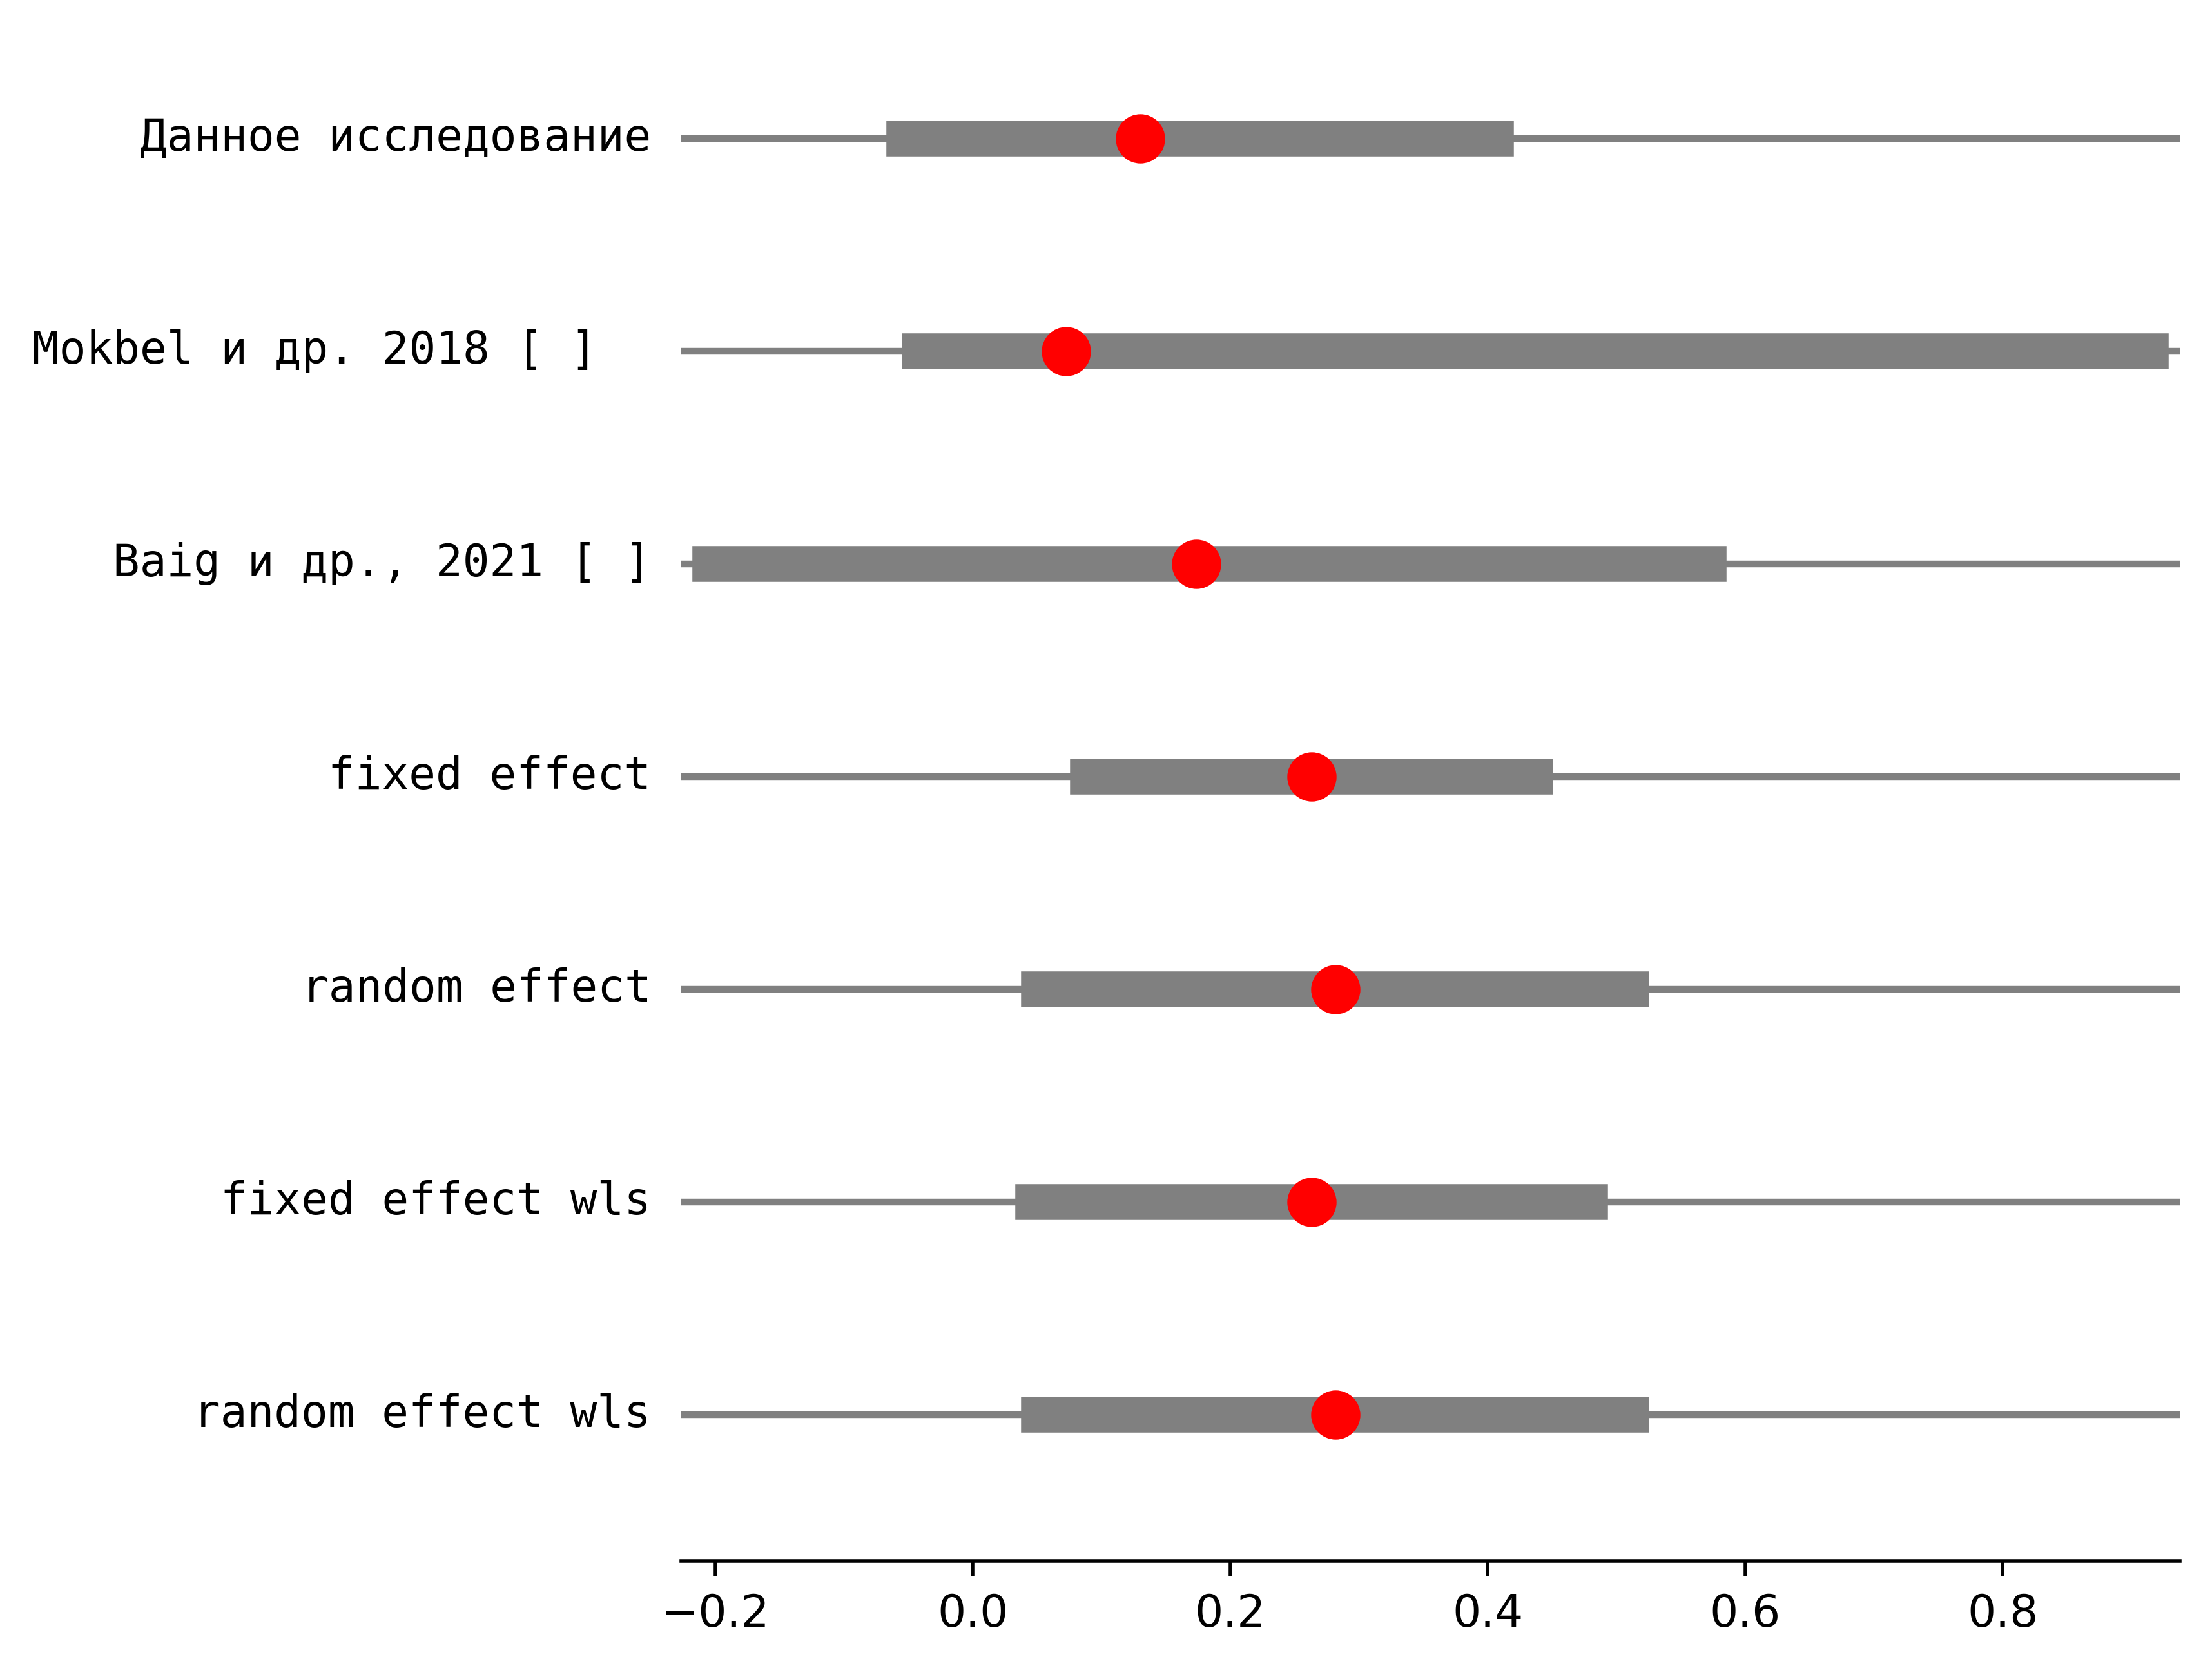 Данное исследование
Mokbel и др. 2018 [ ]
Baig и др., 2021 [ ]
fixed effect
random effect
fixed effect wls
random effect wls
−0.2 0.0 0.2 0.4 0.6 0.8